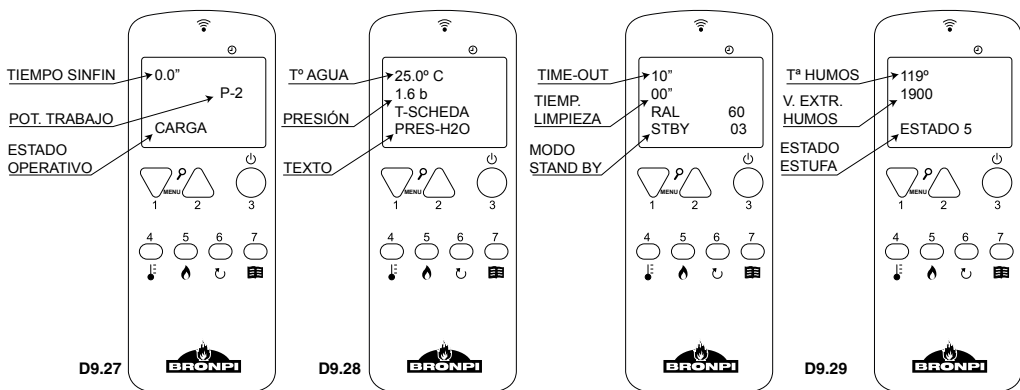 TIEMPO SINFIN
POT. TRABAJO
ESTADO
OPERATIVO
0.0”
P-2
CARGA
MENU
1 2 3
4 5 6 7
BRONPI
D9.27
Tº AGUA
PRESIÓN
TEXTO
25.0º C
1.6 b
T-SCHEDA
PRES-H2O
MENU
1 2 3
4 5 6 7
BRONPI
D9.28
TIME-OUT
TIEMP.
LIMPIEZA
MODO
STAND BY
10”
00”
RAL 60
STBY 03
MENU
1 2 3
4 5 6 7
BRONPI
Tª HUMOS
V. EXTR.
HUMOS
ESTADO
ESTUFA
119º
1900
ESTADO 5
MENU
1 2 3
4 5 6 7
BRONPI
D9.29